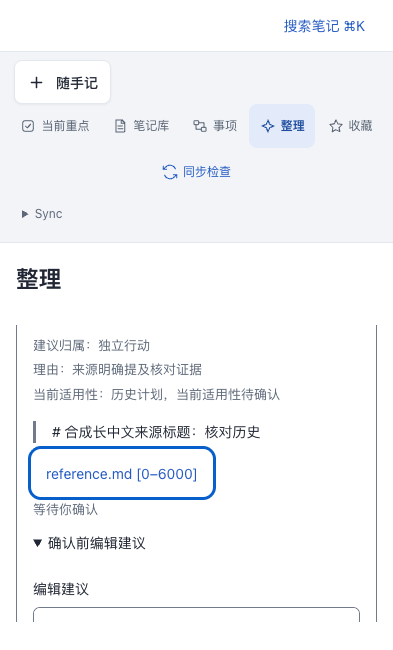 搜索笔记 ⌘K
+ 随手记
当前重点 笔记库 事项 整理 收藏
同步检查
▶ Sync
整理
建议归属：独立行动
理由：来源明确提及核对证据
当前适用性：历史计划，当前适用性待确认
# 合成长中文来源标题：核对历史
reference.md [0–6000]
等待你确认
▼ 确认前编辑建议
编辑建议